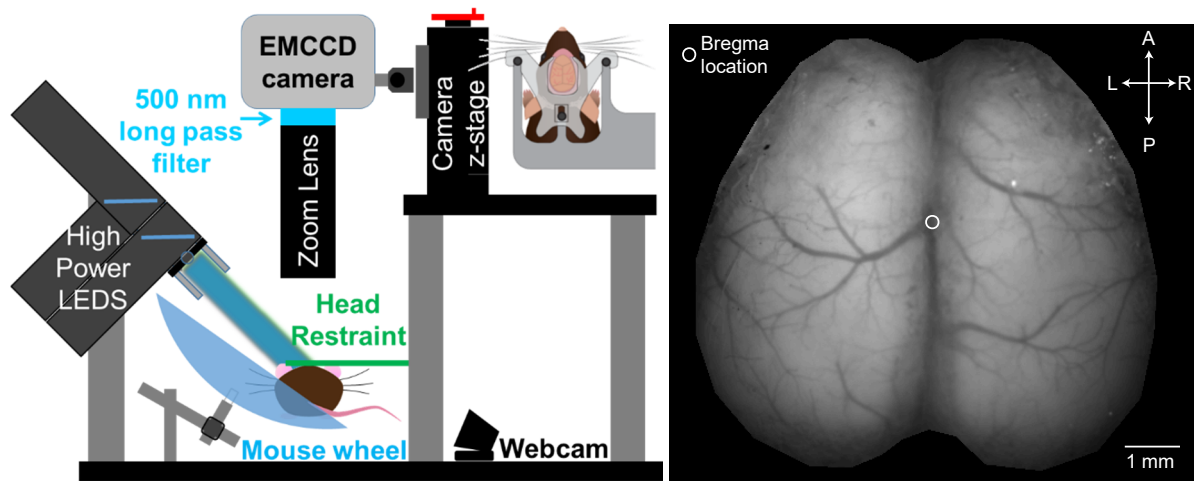 EMCCD
camera
500 nm
long pass
filter
Zoom Lens
Camera
z-stage
High
Power
LEDS
Head
Restraint
Mouse wheel
Webcam
Bregma
location
A
L
R
P
1 mm